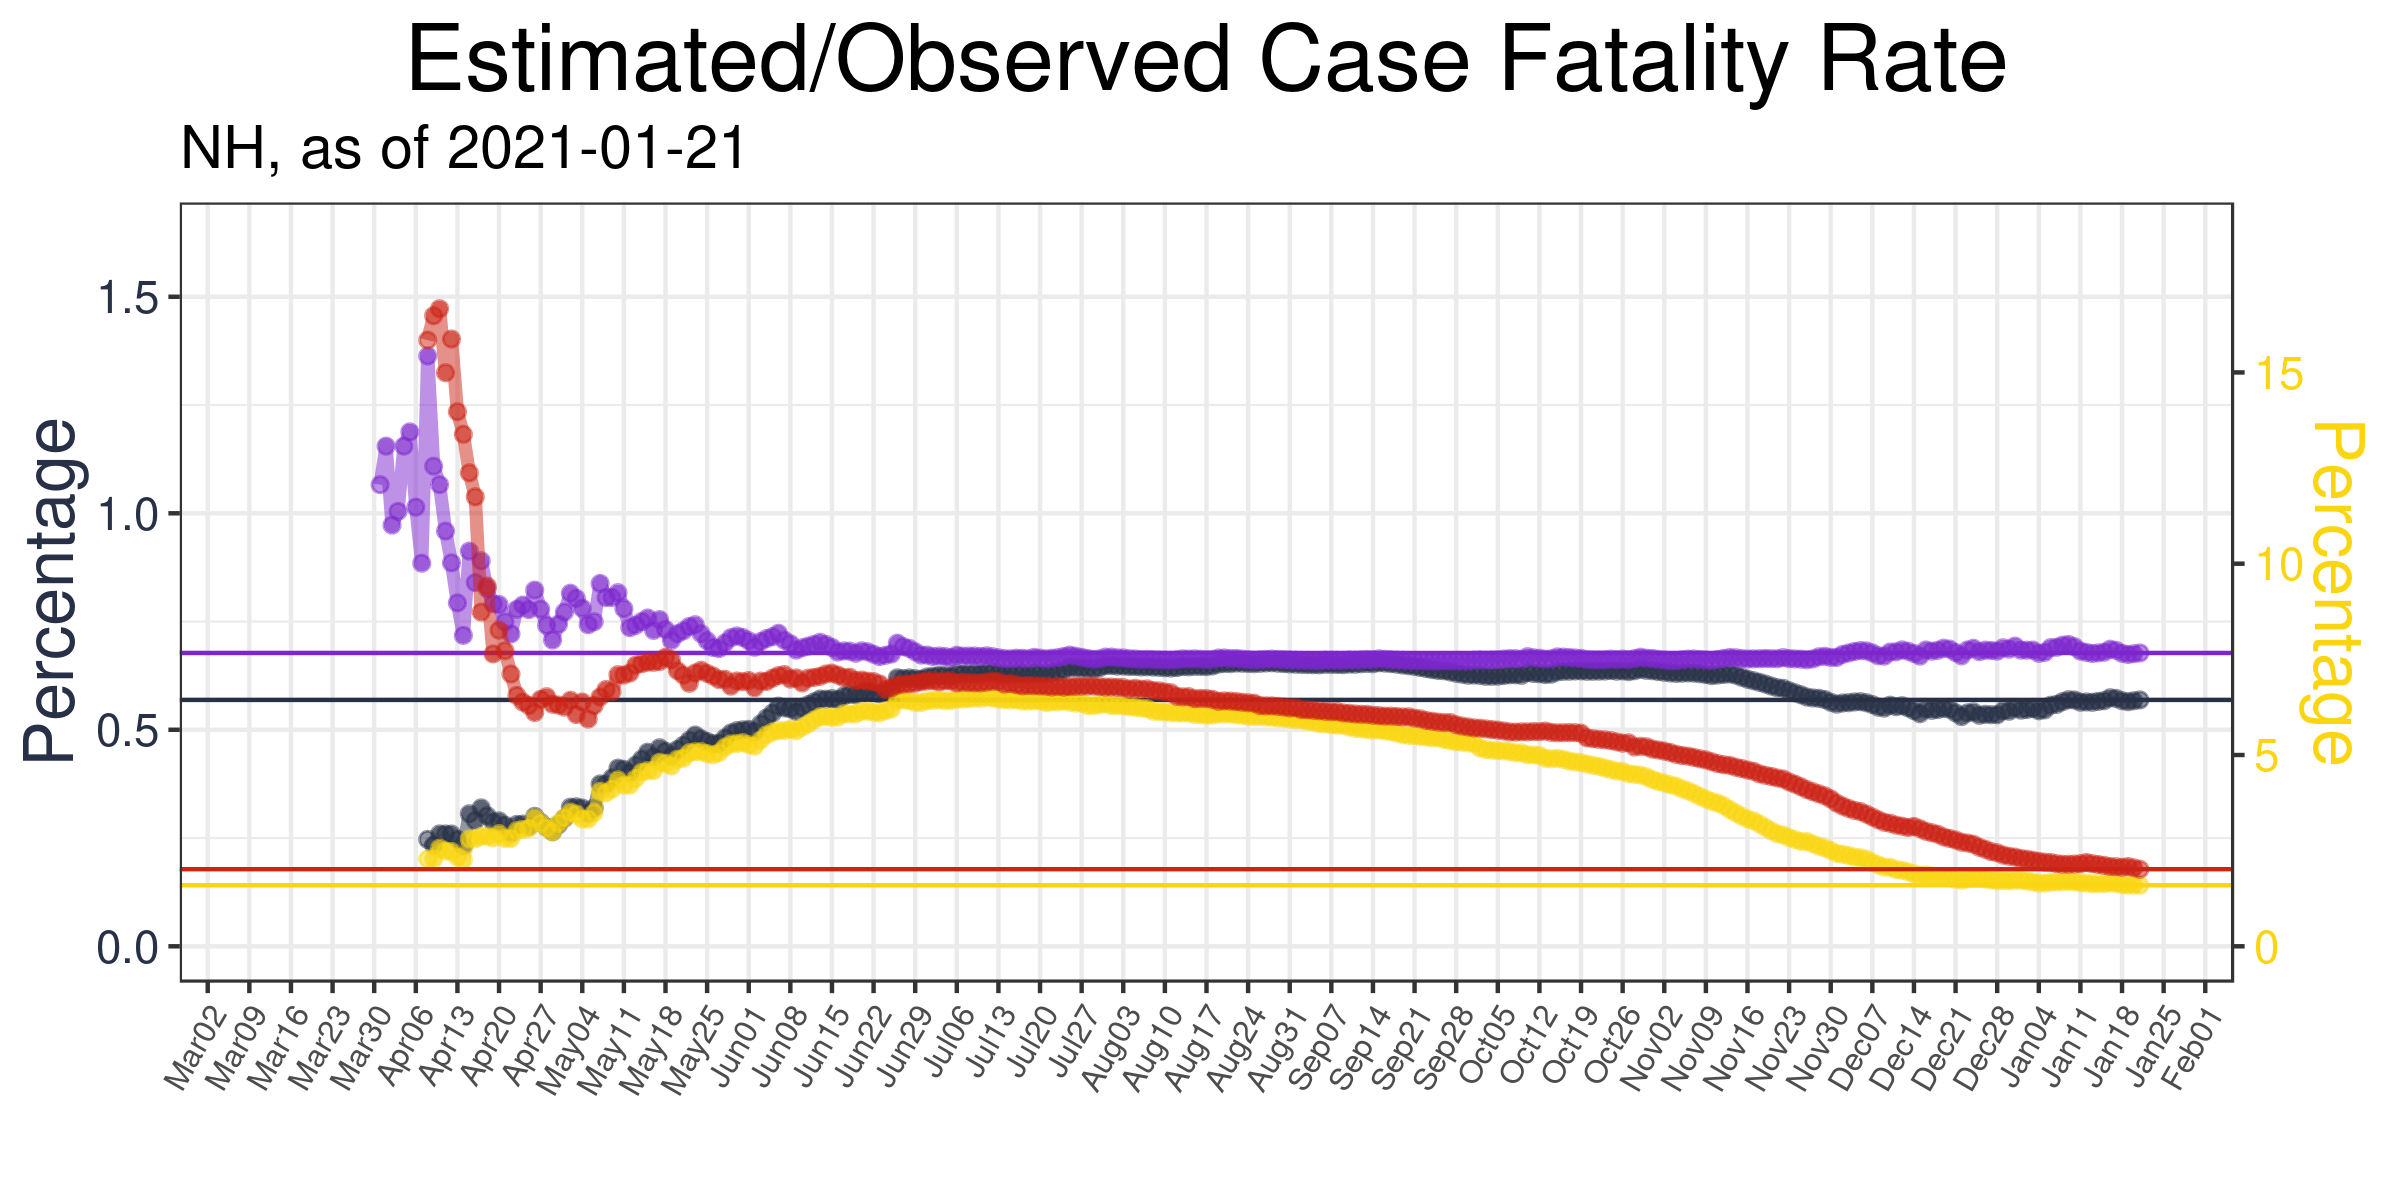 Estimated/Observed Case Fatality Rate
NH, as of 2021-01-21
Percentage
1.5
1.0
0.5
0.0
15
10
5
0
Percentage
Mar02
Mar09
Mar16
Mar23
Mar30
Apr06
Apr13
Apr20
Apr27
May04
May11
May18
May25
Jun01
Jun08
Jun15
Jun22
Jun29
Jul06
Jul13
Jul20
Jul27
Aug03
Aug10
Aug17
Aug24
Aug31
Sep07
Sep14
Sep21
Sep28
Oct05
Oct12
Oct19
Oct26
Nov02
Nov09
Nov16
Nov23
Nov30
Dec07
Dec14
Dec21
Dec28
Jan04
Jan11
Jan18
Jan25
Feb01